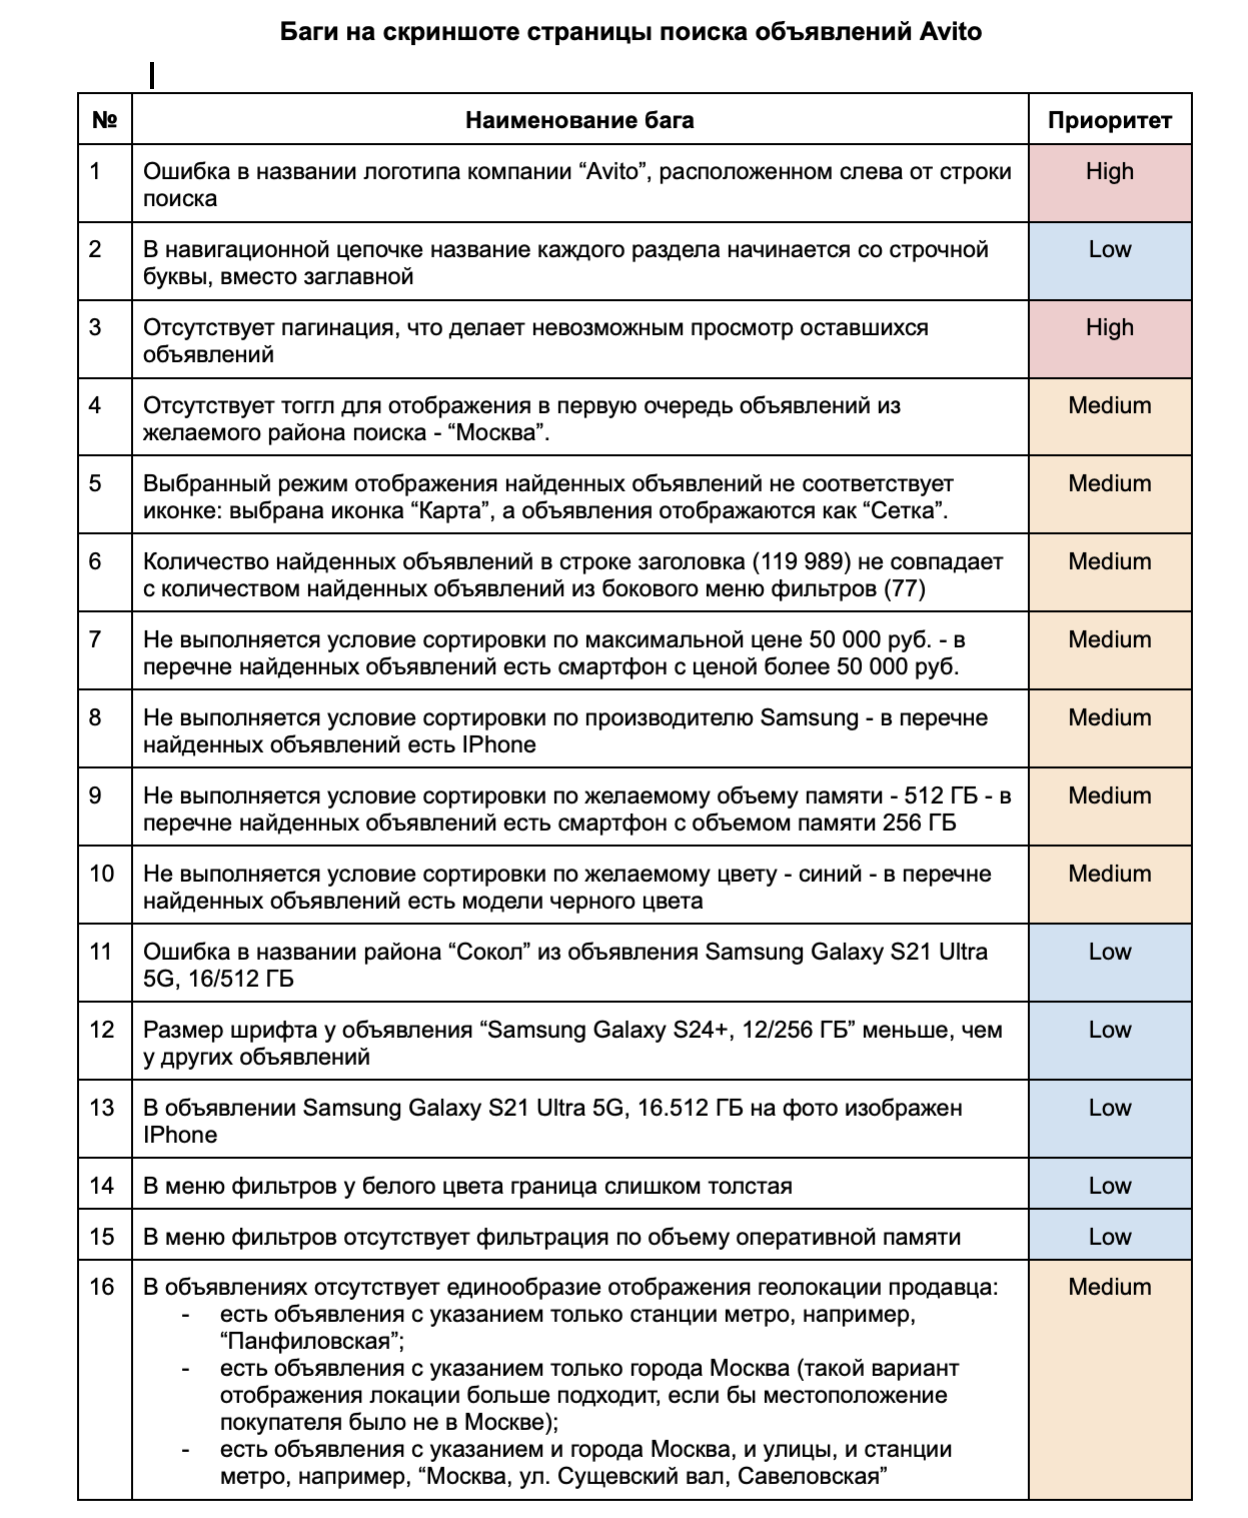 Баги на скриншоте страницы поиска объявлений Avito
№ Наименование бага Приоритет
1 Ошибка в названии логотипа компании “Avito”, расположенном слева от строки High
поиска
2 В навигационной цепочке название каждого раздела начинается со строчной Low
буквы, вместо заглавной
3 Отсутствует пагинация, что делает невозможным просмотр оставшихся High
объявлений
4 Отсутствует тоггл для отображения в первую очередь объявлений из Medium
желаемого района поиска - “Москва”.
5 Выбранный режим отображения найденных объявлений не соответствует Medium
иконке: выбрана иконка “Карта”, а объявления отображаются как “Сетка”.
6 Количество найденных объявлений в строке заголовка (119 989) не совпадает Medium
с количеством найденных объявлений из бокового меню фильтров (77)
7 Не выполняется условие сортировки по максимальной цене 50 000 руб. - в Medium
перечне найденных объявлений есть смартфон с ценой более 50 000 руб.
8 Не выполняется условие сортировки по производителю Samsung - в перечне Medium
найденных объявлений есть IPhone
9 Не выполняется условие сортировки по желаемому объему памяти - 512 ГБ - в Medium
перечне найденных объявлений есть смартфон с объемом памяти 256 ГБ
10 Не выполняется условие сортировки по желаемому цвету - синий - в перечне Medium
найденных объявлений есть модели черного цвета
11 Ошибка в названии района “Сокол” из объявления Samsung Galaxy S21 Ultra Low
5G, 16/512 ГБ
12 Размер шрифта у объявления “Samsung Galaxy S24+, 12/256 ГБ” меньше, чем Low
у других объявлений
13 В объявлении Samsung Galaxy S21 Ultra 5G, 16.512 ГБ на фото изображен Low
IPhone
14 В меню фильтров у белого цвета граница слишком толстая Low
15 В меню фильтров отсутствует фильтрация по объему оперативной памяти Low
16 В объявлениях отсутствует единообразие отображения геолокации продавца: Medium
- есть объявления с указанием только станции метро, например,
“Панфиловская”;
- есть объявления с указанием только города Москва (такой вариант
отображения локации больше подходит, если бы местоположение
покупателя было не в Москве);
- есть объявления с указанием и города Москва, и улицы, и станции
метро, например, “Москва, ул. Сущевский вал, Савеловская”